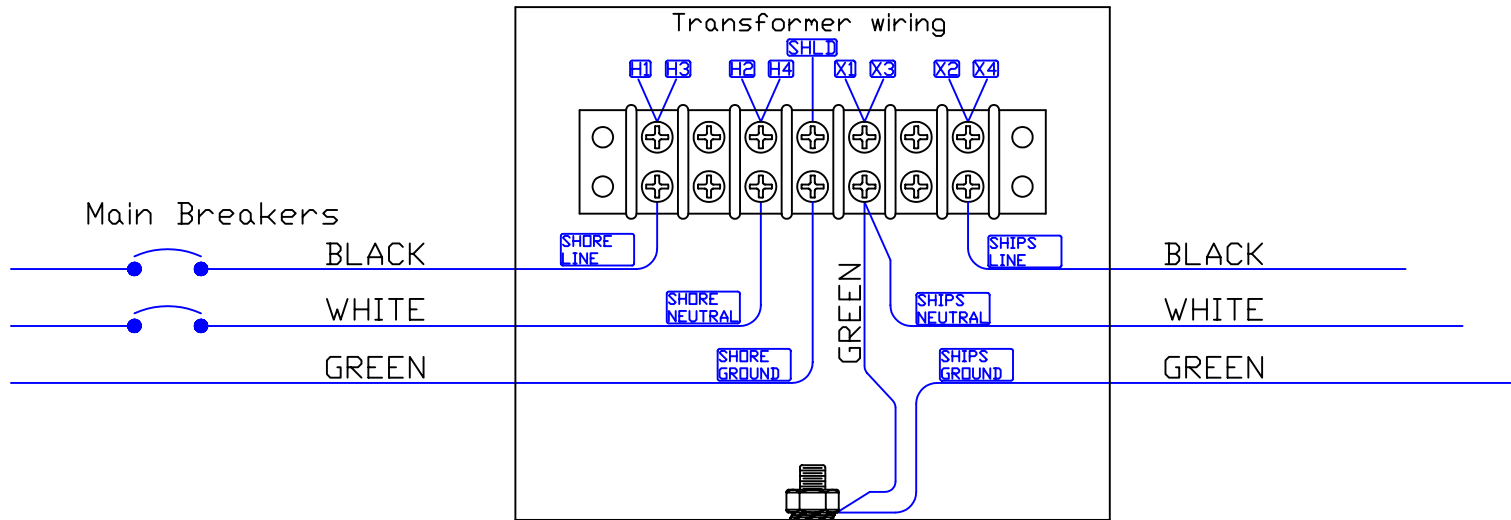 Transformer wiring
SHLD
H1 H3 H2 H4 X1 X3 X2 X4
Main Breakers
SHORE
LINE
SHIPS
LINE
BLACK
BLACK
SHORE
NEUTRAL
SHIPS
NEUTRAL
WHITE
WHITE
GREEN
SHORE
GROUND
SHIPS
GROUND
GREEN
GREEN